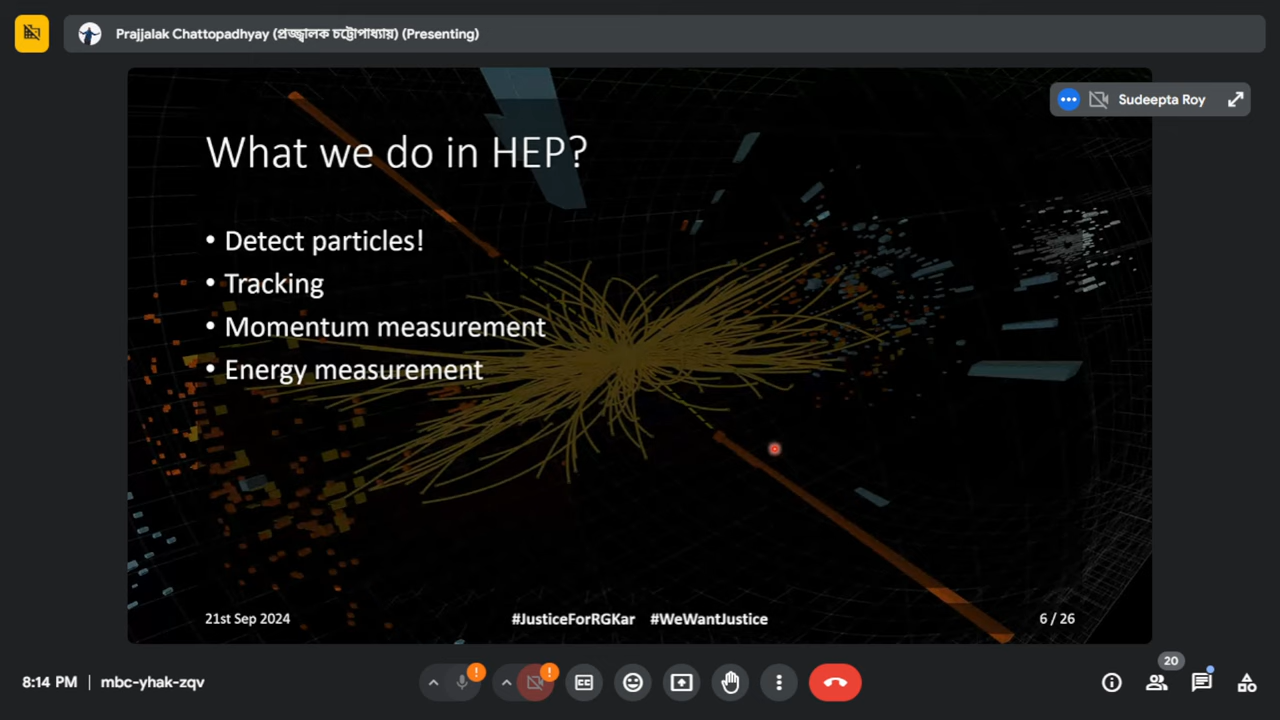 Prajjalak Chattopadhyay (প্রজ্জ্বালক চট্টোপাধ্যায়) (Presenting)
Sudeepta Roy
What we do in HEP?
• Detect particles!
• Tracking
• Momentum measurement
• Energy measurement
21st Sep 2024 #JusticeForRGKar #WeWantJustice 6 / 26
20
8:14 PM | mbc-yhak-zqv